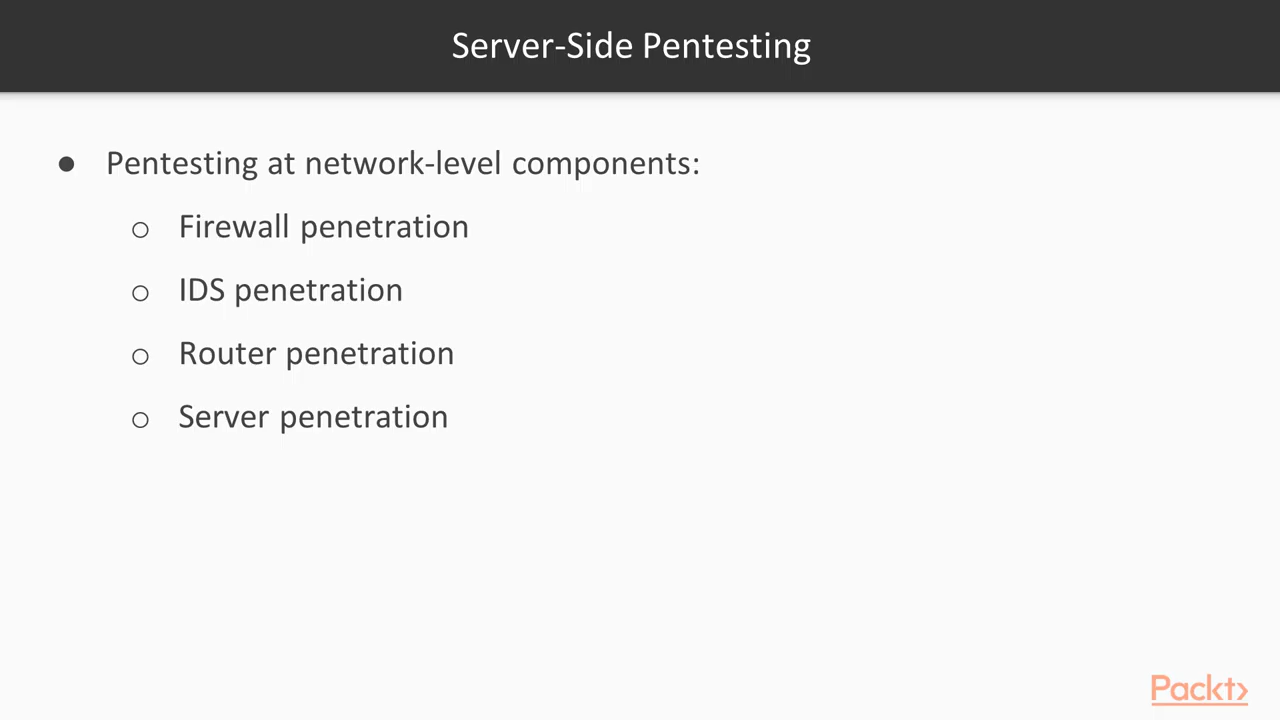 Server-Side Pentesting
● Pentesting at network-level components:
○ Firewall penetration
○ IDS penetration
○ Router penetration
○ Server penetration
Packt>